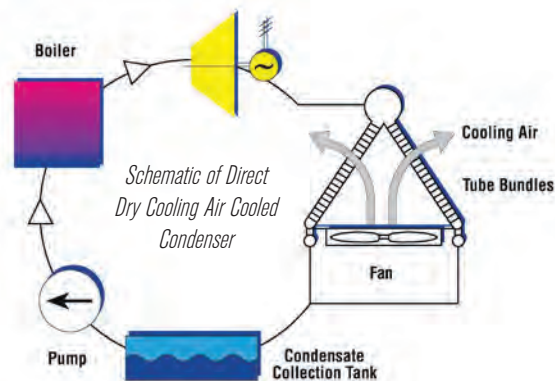 Boiler
Cooling Air
Tube Bundles
Schematic of Direct
Dry Cooling Air Cooled
Condenser
Fan
Pump
Condensate
Collection Tank